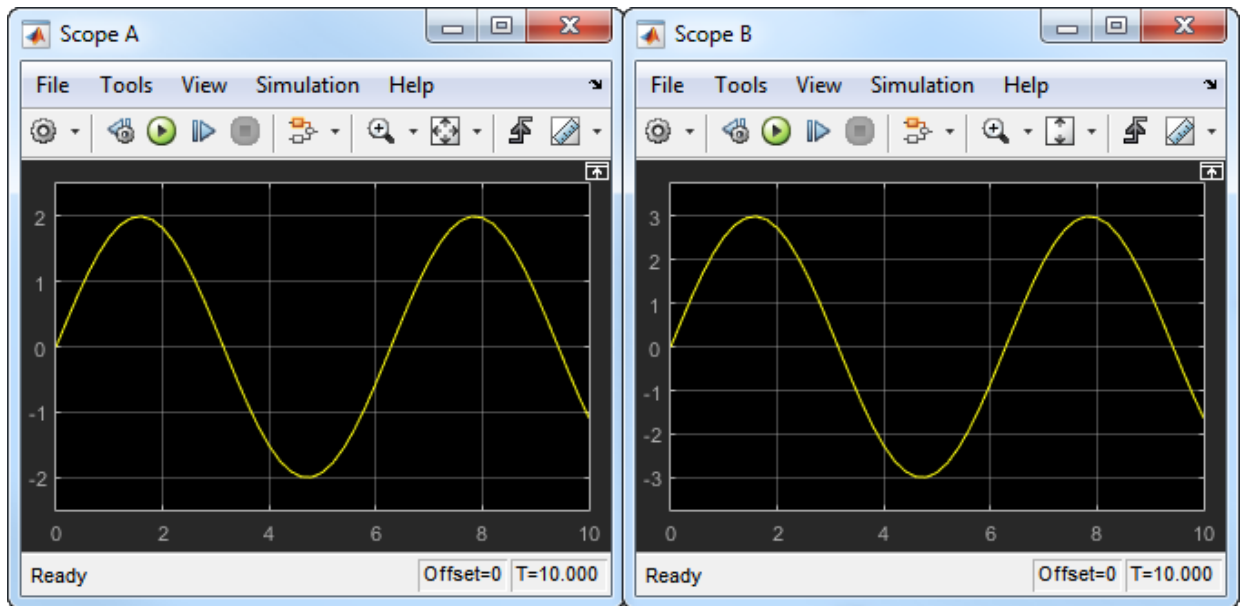 Scope A
File Tools View Simulation Help
2
1
0
-1
-2
0 2 4 6 8 10
Ready Offset=0 T=10.000
Scope B
File Tools View Simulation Help
3
2
1
0
-1
-2
-3
0 2 4 6 8 10
Ready Offset=0 T=10.000